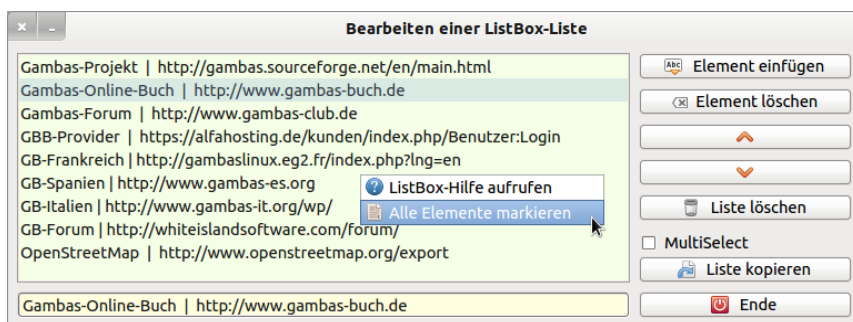 Bearbeiten einer ListBox-Liste
Gambas-Projekt | http://gambas.sourceforge.net/en/main.html
Gambas-Online-Buch | http://www.gambas-buch.de
Gambas-Forum | http://www.gambas-club.de
GBB-Provider | https://alfahosting.de/kunden/index.php/Benutzer:Login
GB-Frankreich | http://gambaslinux.eg2.fr/index.php?lng=en
GB-Spanien | http://www.gambas-es.org
GB-Italien | http://www.gambas-it.org/wp/
GB-Forum | http://whiteislandsoftware.com/forum/
OpenStreetMap | http://www.openstreetmap.org/export
ListBox-Hilfe aufrufen
Alle Elemente markieren
Gambas-Online-Buch | http://www.gambas-buch.de
Abc Element einfügen
Element löschen
Liste löschen
MultiSelect
Liste kopieren
Ende